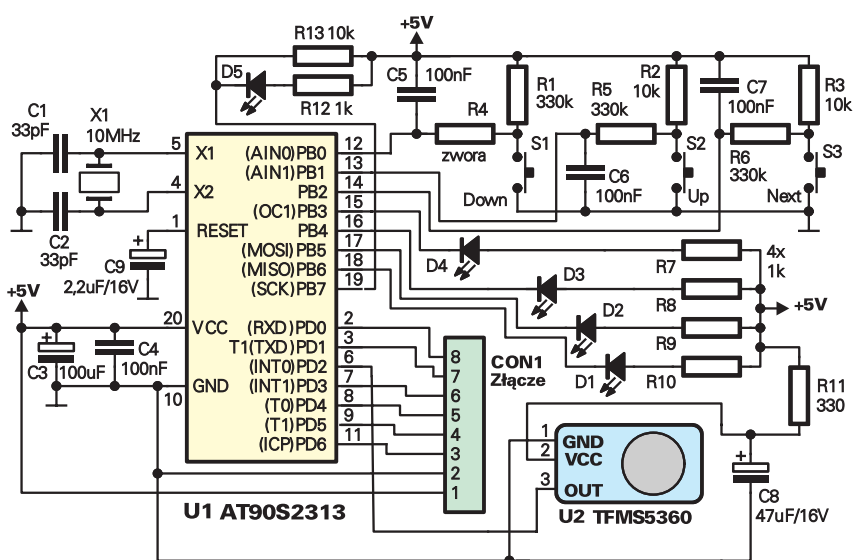 +5V
R13 10k
D5
R12 1k
C5
100nF
R1
330k
R2
10k
R5
330k
C7
100nF
R3
10k
R4
zwora
S1
Down
C6
100nF
S2
Up
R6
330k
S3
Next
C1
33pF
X1
10MHz
C2
33pF
C9
2,2uF/16V
+5V
C3
100uF
C4
100nF
5 X1
4 X2
1 RESET
20 VCC
10 GND
(AIN0)PB0 12
(AIN1)PB1 13
PB2 14
(OC1)PB3 15
PB4 16
(MOSI)PB5 17
(MISO)PB6 18
(SCK)PB7 19
(RXD)PD0 2
T1(TXD)PD1 3
(INT0)PD2 6
(INT1)PD3 7
(T0)PD4 8
(T1)PD5 9
(ICP)PD6 11
U1 AT90S2313
CON1
Złącze
8
7
6
5
4
3
2
1
D4
D3
D2
D1
R7
R8
R9
R10
4x
1k
+5V
R11
330
1 GND
2 VCC
3 OUT
U2 TFMS5360
C8
47uF/16V
+
+
+